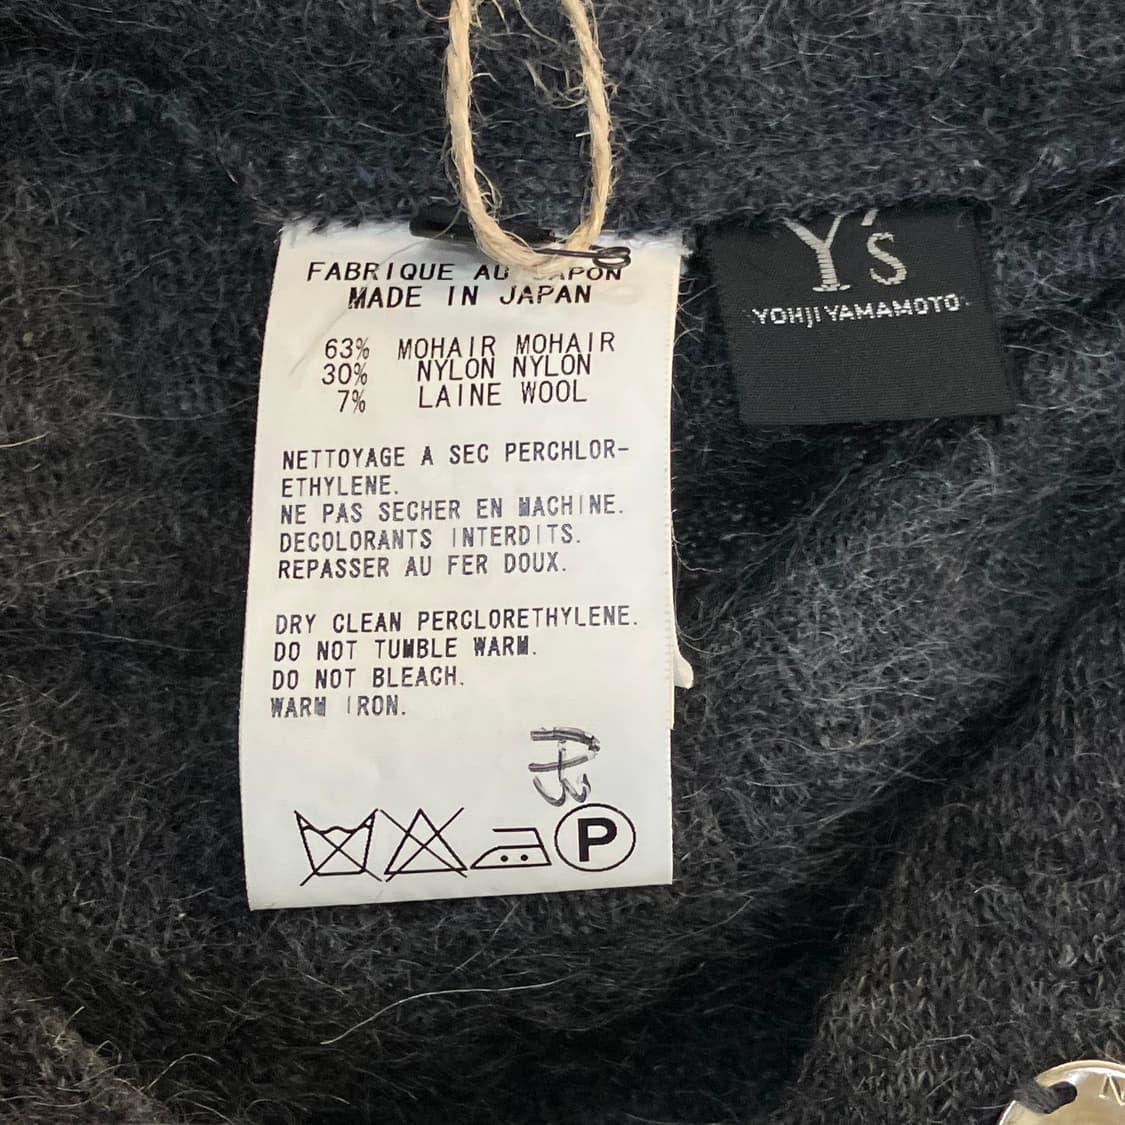 FABRIQUE AU JAPON
MADE IN JAPAN
63% MOHAIR MOHAIR
30% NYLON NYLON
7% LAINE WOOL
NETTOYAGE A SEC PERCHLOR-
ETHYLENE.
NE PAS SECHER EN MACHINE.
DECOLORANTS INTERDITS.
REPASSER AU FER DOUX.
DRY CLEAN PERCLORETHYLENE.
DO NOT TUMBLE WARM.
DO NOT BLEACH.
WARM IRON.
P
Y's
YOHJI YAMAMOTO